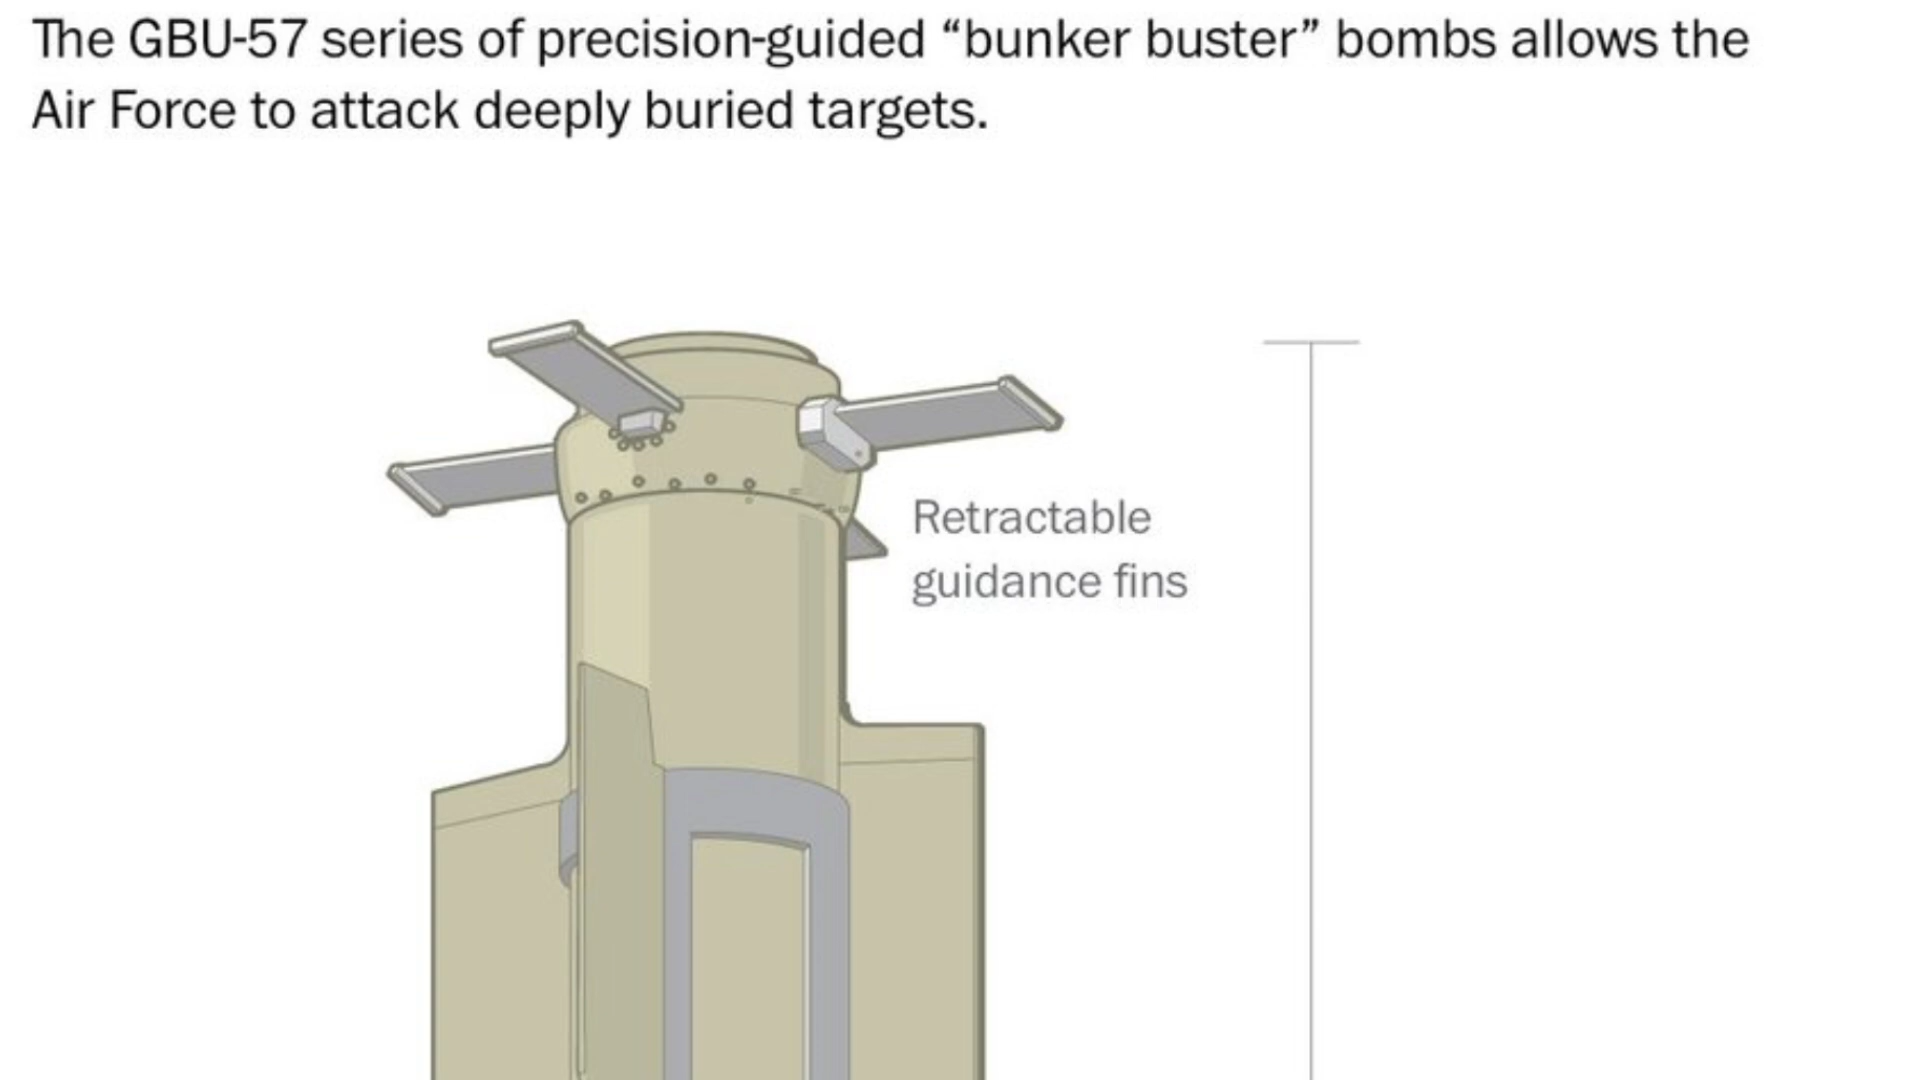 The GBU-57 series of precision-guided “bunker buster” bombs allows the
Air Force to attack deeply buried targets.
Retractable
guidance fins